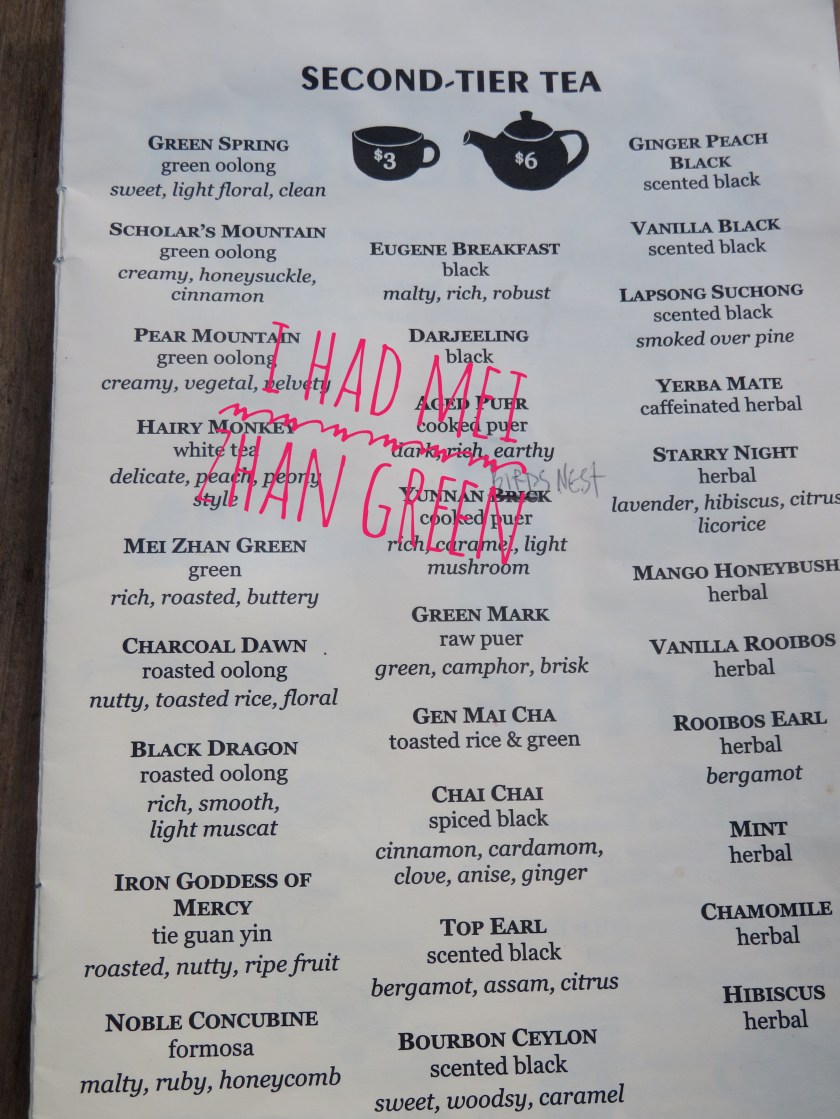 SECOND-TIER TEA
$3
$6
GREEN SPRING
green oolong
sweet, light floral, clean
SCHOLAR'S MOUNTAIN
green oolong
creamy, honeysuckle,
cinnamon
PEAR MOUNTAIN
green oolong
creamy, vegetal, velvety
HAIRY MONKEY
white tea
delicate, peach, peony
style
MEI ZHAN GREEN
green
rich, roasted, buttery
CHARCOAL DAWN
roasted oolong
nutty, toasted rice, floral
BLACK DRAGON
roasted oolong
rich, smooth,
light muscat
IRON GODDESS OF
MERCY
tie guan yin
roasted, nutty, ripe fruit
NOBLE CONCUBINE
formosa
malty, ruby, honeycomb
EUGENE BREAKFAST
black
malty, rich, robust
DARJEELING
black
AGED PUER
cooked puer
dark, rich, earthy
BIRDS NEST
YUNNAN BRICK
cooked puer
rich, caramel, light
mushroom
GREEN MARK
raw puer
green, camphor, brisk
GEN MAI CHA
toasted rice & green
CHAI CHAI
spiced black
cinnamon, cardamom,
clove, anise, ginger
TOP EARL
scented black
bergamot, assam, citrus
BOURBON CEYLON
scented black
sweet, woodsy, caramel
GINGER PEACH
BLACK
scented black
VANILLA BLACK
scented black
LAPSONG SUCHONG
scented black
smoked over pine
YERBA MATE
caffeinated herbal
STARRY NIGHT
herbal
lavender, hibiscus, citrus
licorice
MANGO HONEYBUSH
herbal
VANILLA ROOIBOS
herbal
ROOIBOS EARL
herbal
bergamot
MINT
herbal
CHAMOMILE
herbal
HIBISCUS
herbal
I HAD MEI
ZHAN GREEN